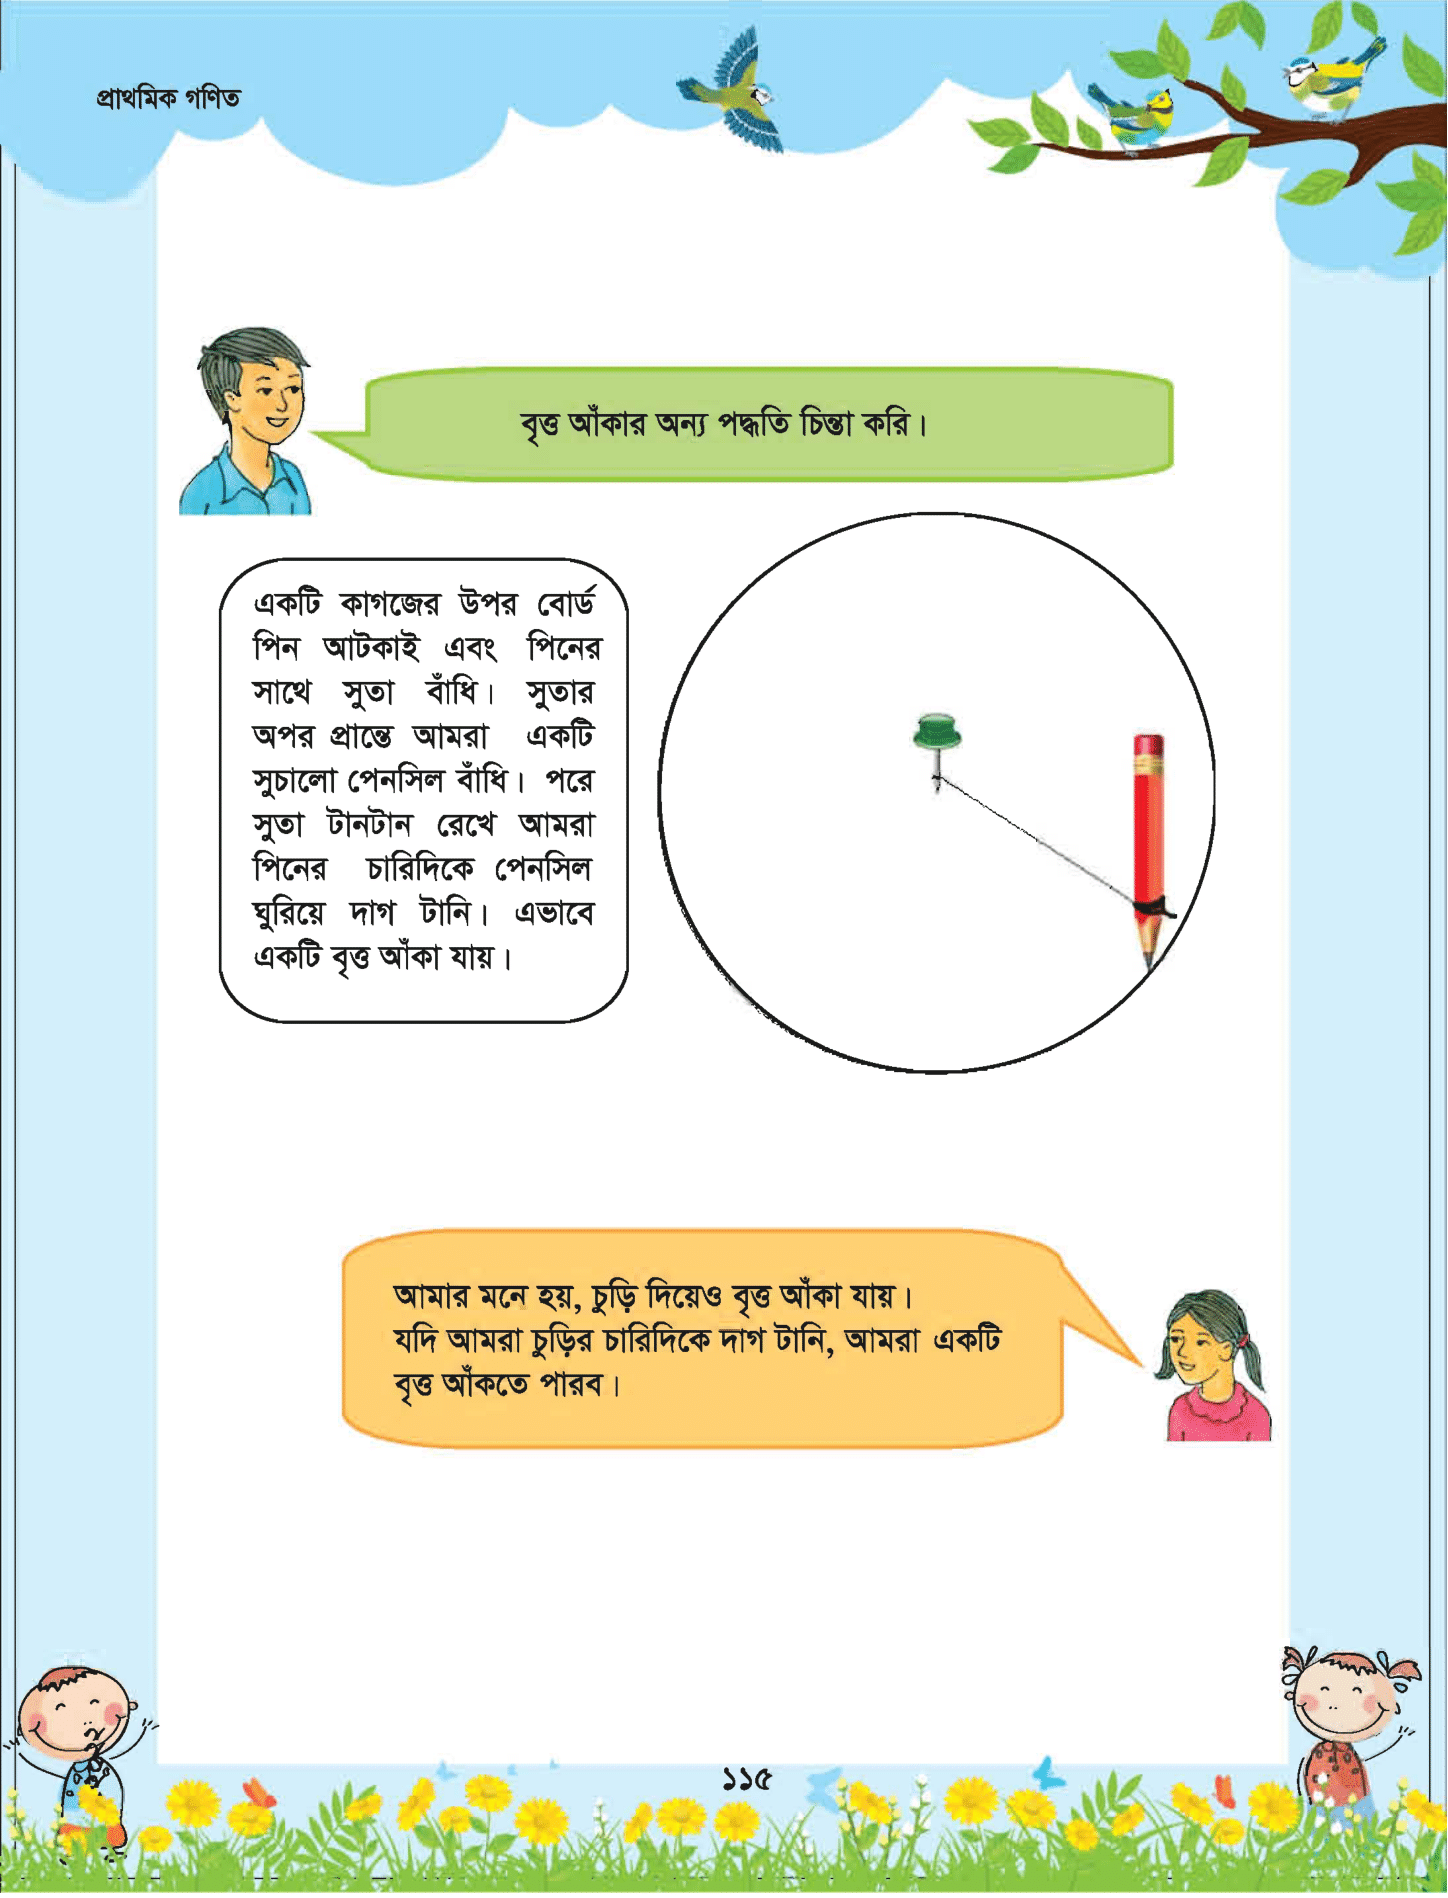 প্রাথমিক গণিত
বৃত্ত আঁকার অন্য পদ্ধতি চিন্তা করি।
একটি কাগজের উপর বোর্ড
পিন আটকাই এবং পিনের
সাথে সুতা বাঁধি। সুতার
অপর প্রান্তে আমরা একটি
সুচালো পেনসিল বাঁধি। পরে
সুতা টানটান রেখে আমরা
পিনের চারিদিকে পেনসিল
ঘুরিয়ে দাগ টানি। এভাবে
একটি বৃত্ত আঁকা যায়।
আমার মনে হয়, চুড়ি দিয়েও বৃত্ত আঁকা যায়।
যদি আমরা চুড়ির চারিদিকে দাগ টানি, আমরা একটি
বৃত্ত আঁকতে পারব।
১১৫